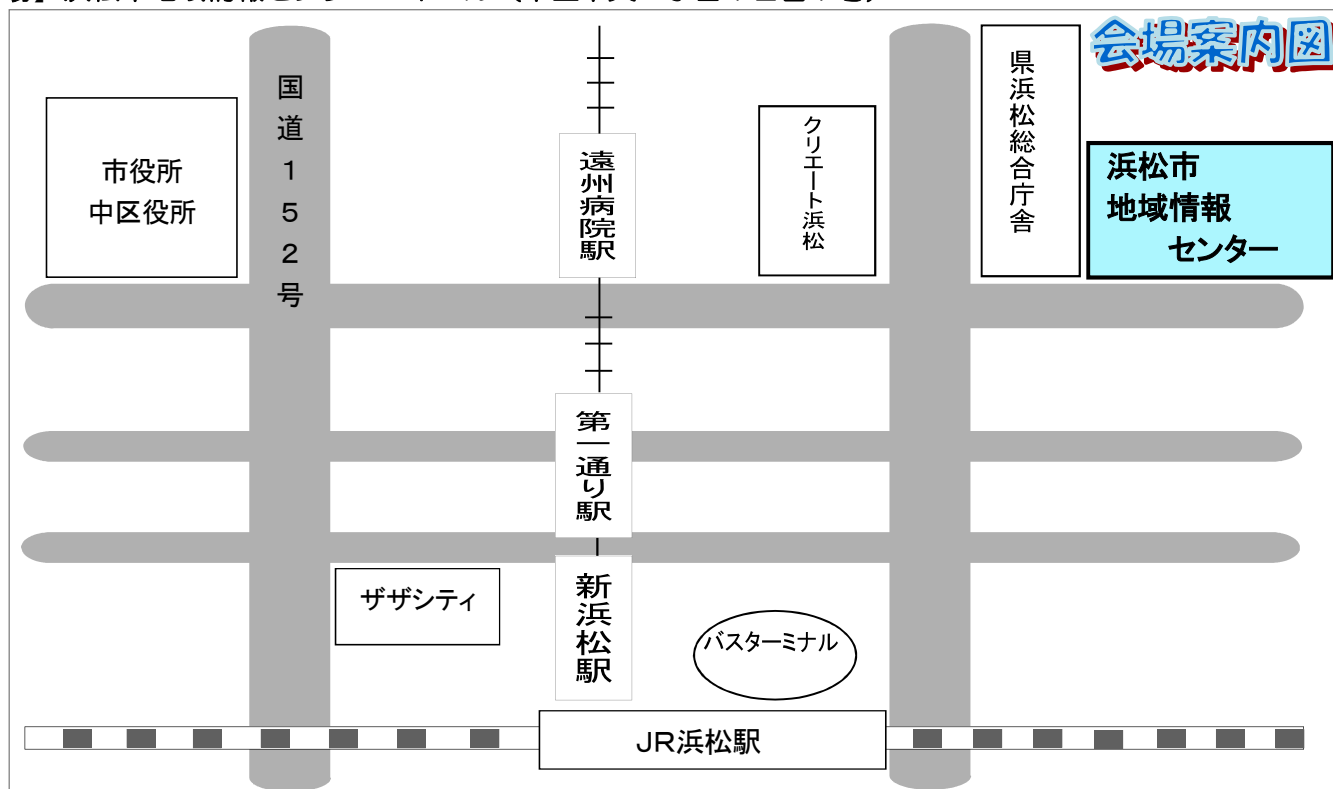 会場案内図
国道152号
市役所
中区役所
遠州病院駅
クリエート浜松
県浜松総合庁舎
浜松市
地域情報
センター
第一通り駅
ザザシティ
新浜松駅
バスターミナル
JR浜松駅